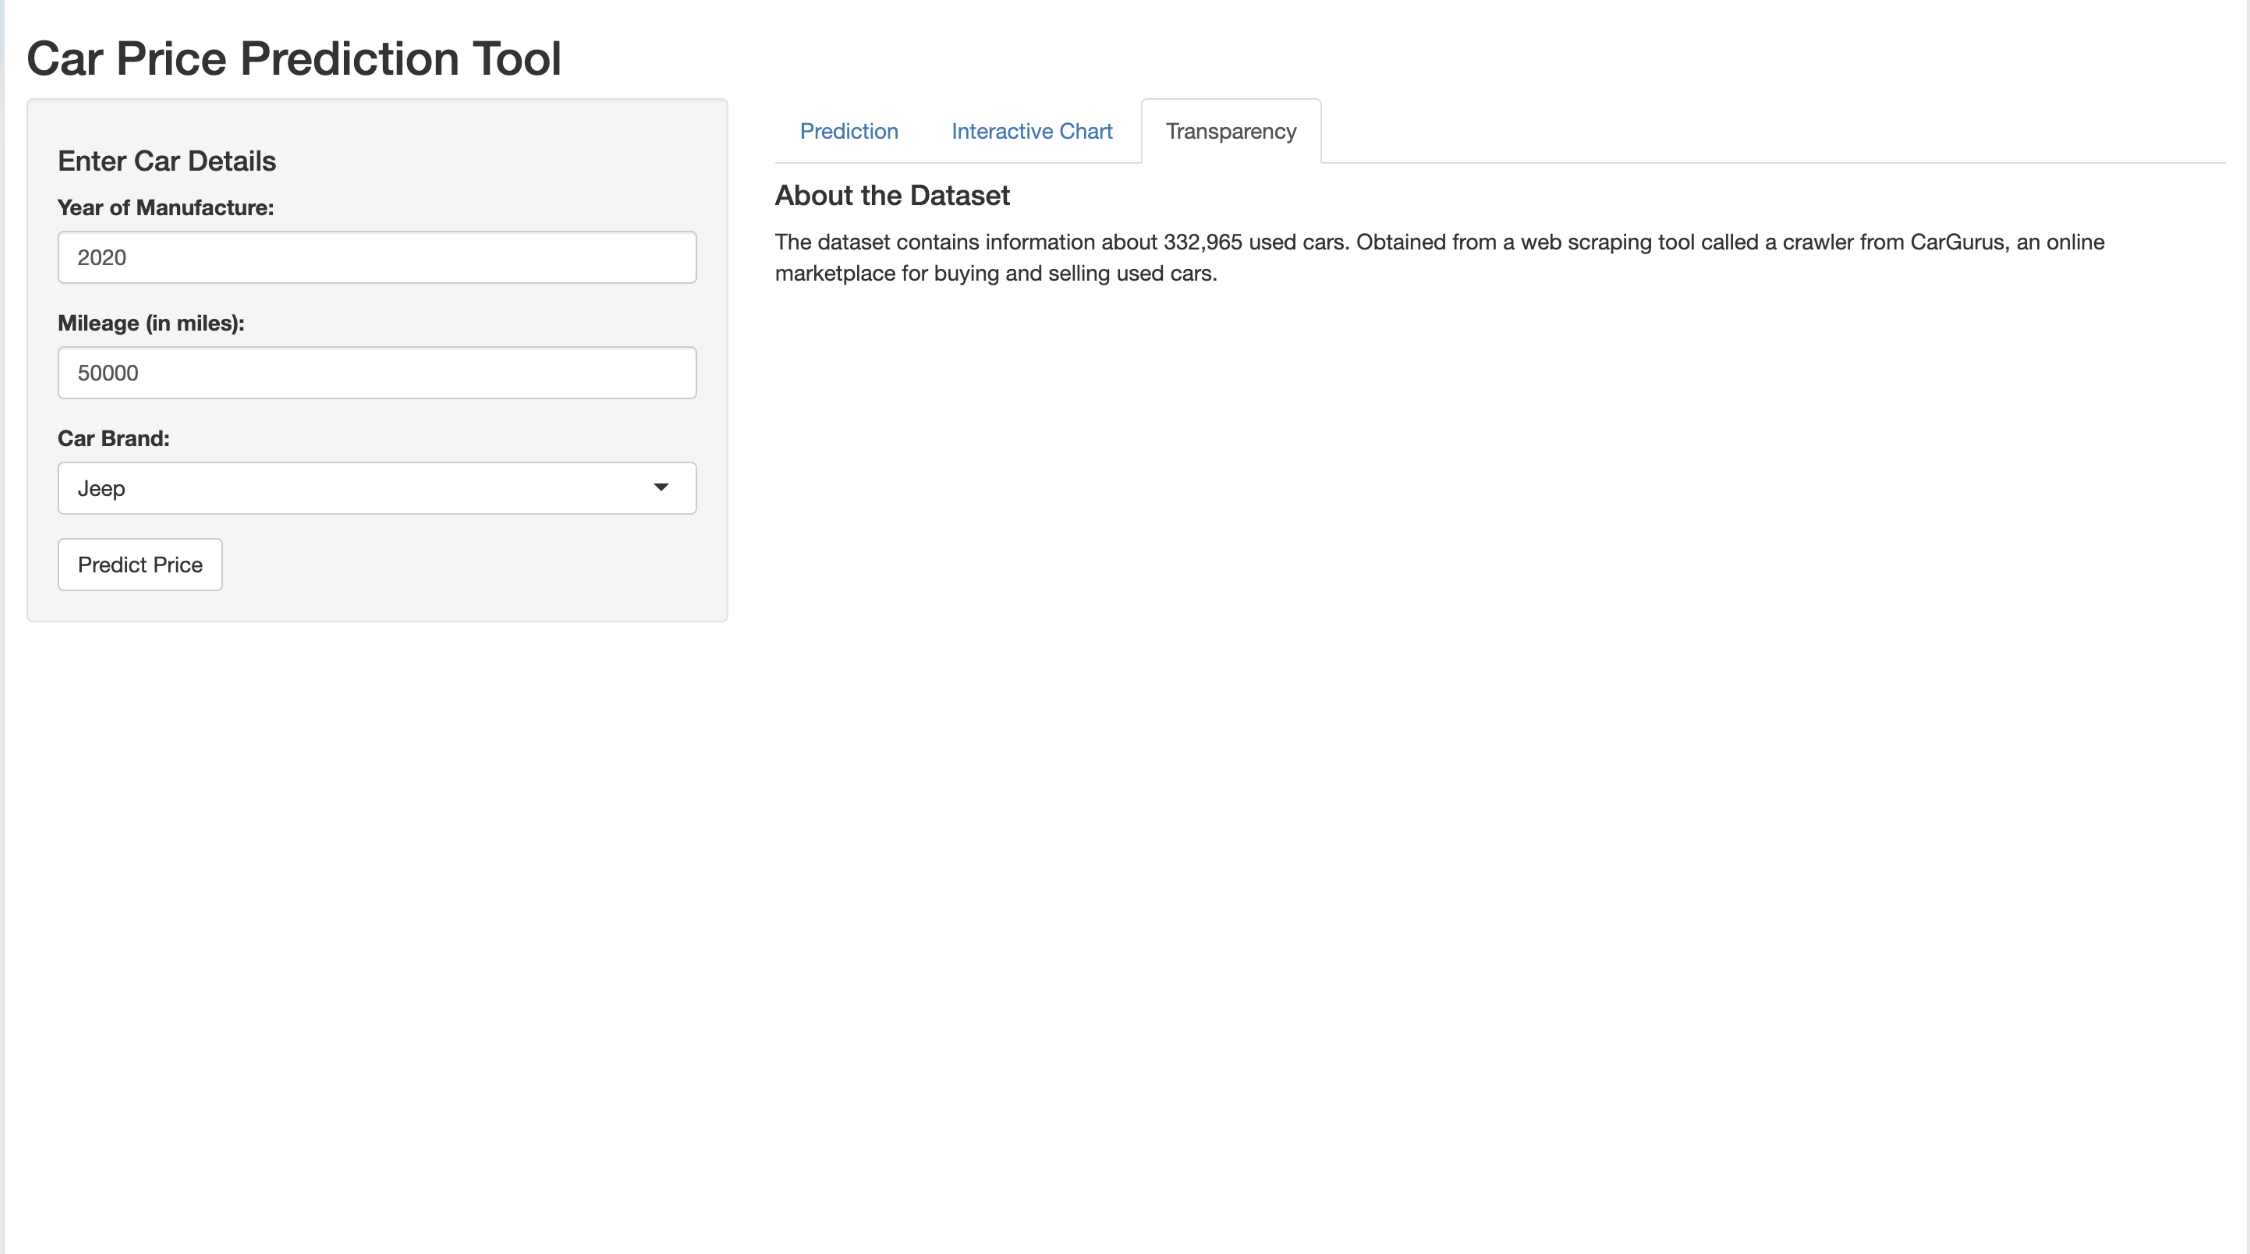 Car Price Prediction Tool
Enter Car Details
Year of Manufacture:
2020
Mileage (in miles):
50000
Car Brand:
Jeep
Predict Price
Prediction
Interactive Chart
Transparency
About the Dataset
The dataset contains information about 332,965 used cars. Obtained from a web scraping tool called a crawler from CarGurus, an online
marketplace for buying and selling used cars.